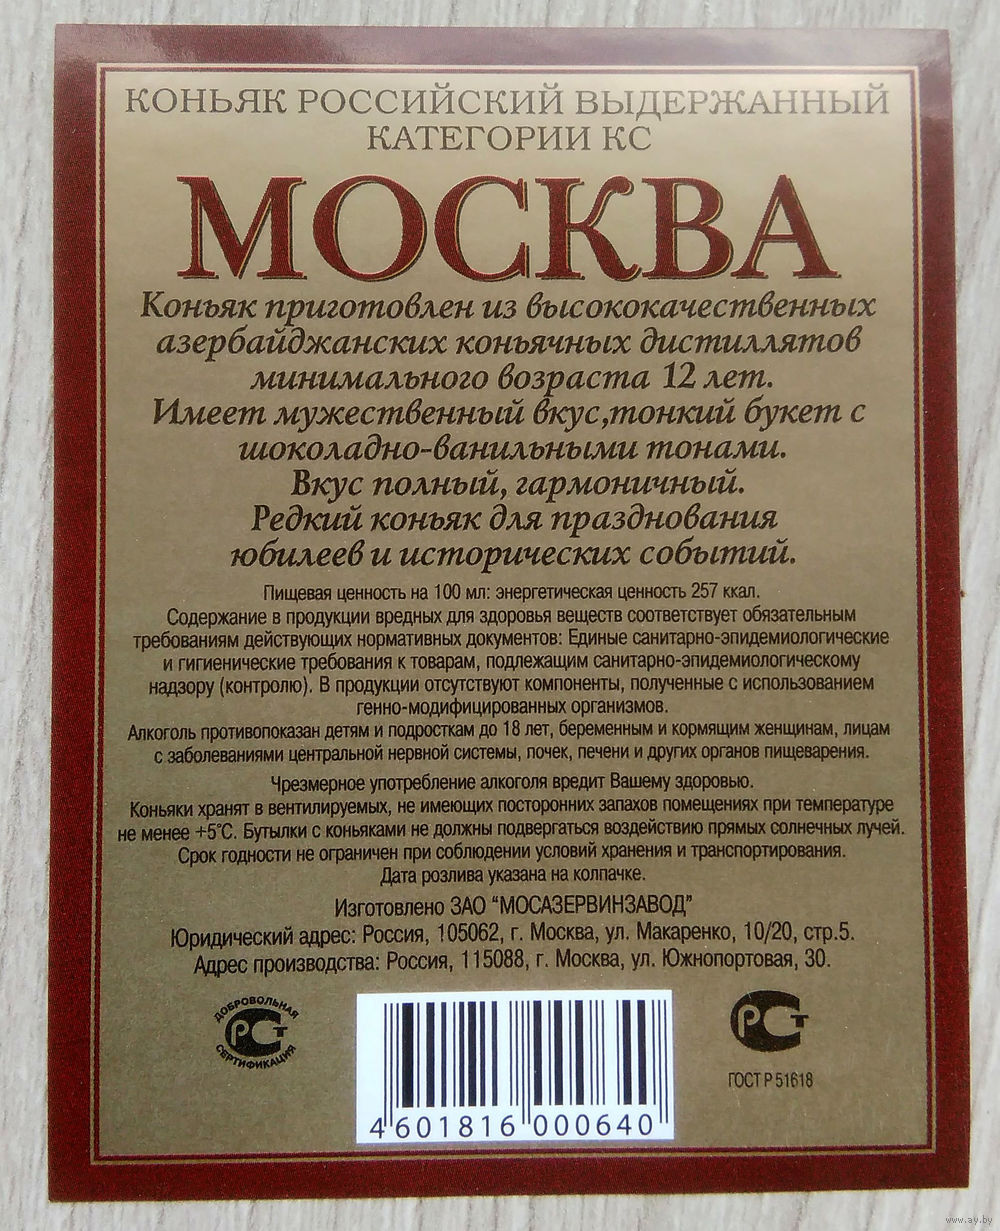 КОНЬЯК РОССИЙСКИЙ ВЫДЕРЖАННЫЙ
КАТЕГОРИИ КС
МОСКВА
Коньяк приготовлен из высококачественных
азербайджанских коньячных дистиллятов
минимального возраста 12 лет.
Имеет мужественный вкус,тонкий букет с
шоколадно-ванильными тонами.
Вкус полный, гармоничный.
Редкий коньяк для празднования
юбилеев и исторических событий.
Пищевая ценность на 100 мл: энергетическая ценность 257 ккал.
Содержание в продукции вредных для здоровья веществ соответствует обязательным
требованиям действующих нормативных документов: Единые санитарно-эпидемиологические
и гигиенические требования к товарам, подлежащим санитарно-эпидемиологическому
надзору (контролю). В продукции отсутствуют компоненты, полученные с использованием
генно-модифицированных организмов.
Алкоголь противопоказан детям и подросткам до 18 лет, беременным и кормящим женщинам, лицам
с заболеваниями центральной нервной системы, почек, печени и других органов пищеварения.
Чрезмерное употребление алкоголя вредит Вашему здоровью.
Коньяки хранят в вентилируемых, не имеющих посторонних запахов помещениях при температуре
не менее +5°С. Бутылки с коньяками не должны подвергаться воздействию прямых солнечных лучей.
Срок годности не ограничен при соблюдении условий хранения и транспортирования.
Дата розлива указана на колпачке.
Изготовлено ЗАО “МОСАЗЕРВИНЗАВОД”
Юридический адрес: Россия, 105062, г. Москва, ул. Макаренко, 10/20, стр.5.
Адрес производства: Россия, 115088, г. Москва, ул. Южнопортовая, 30.
ДОБРОВОЛЬНАЯ
РСТ
СЕРТИФИКАЦИЯ
4 601816 000640
РСТ
ГОСТ Р 51618
www.ay.by